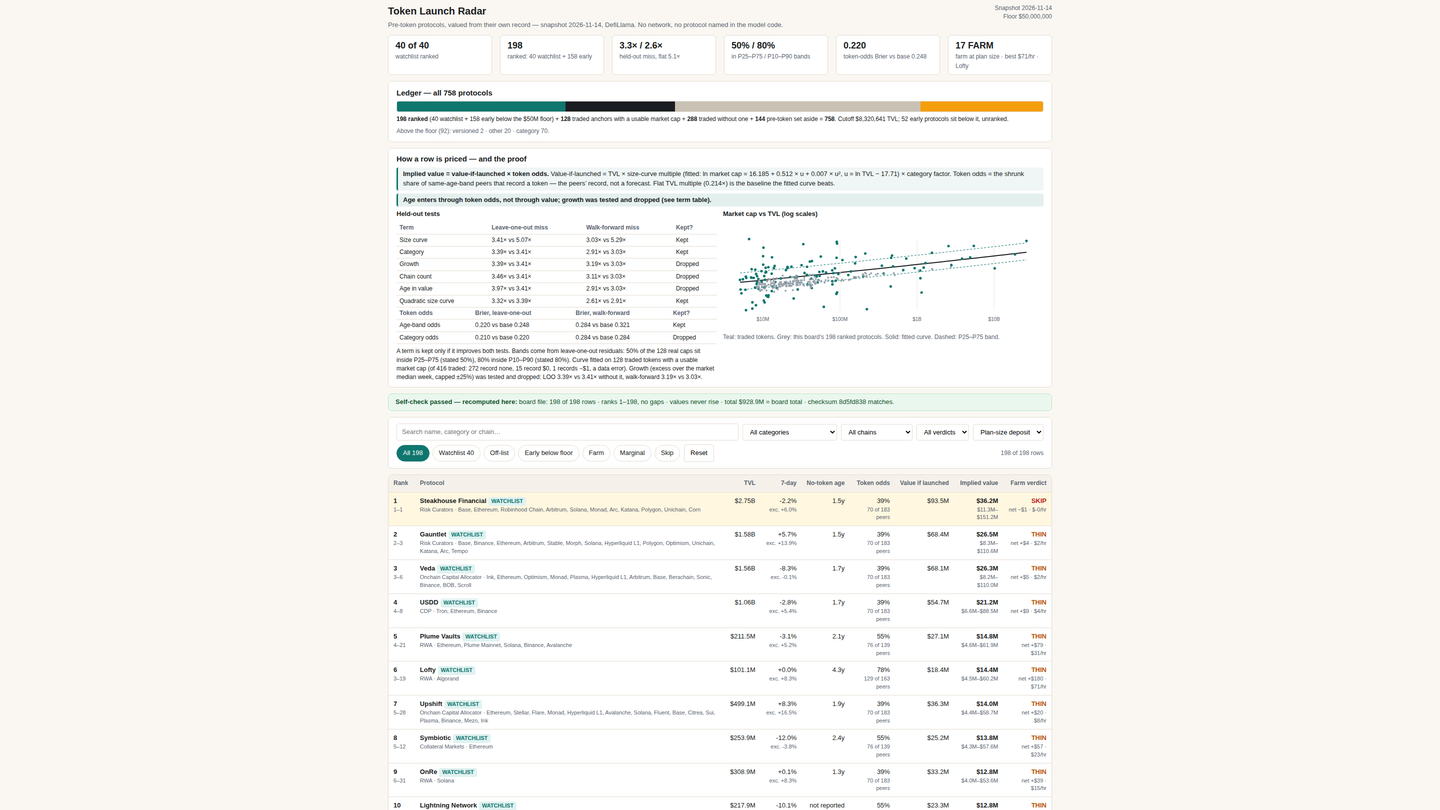 Token Launch Radar
Pre-token protocols, valued from their own record — snapshot 2026-11-14, DefiLlama. No network, no protocol named in the model code.
Snapshot 2026-11-14
Floor $50,000,000
40 of 40
watchlist ranked
198
ranked: 40 watchlist + 158 early
3.3× / 2.6×
held-out miss, flat 5.1×
50% / 80%
in P25–P75 / P10–P90 bands
0.220
token-odds Brier vs base 0.248
17 FARM
farm at plan size · best $71/hr ·
Lofty
Ledger — all 758 protocols
198 ranked (40 watchlist + 158 early below the $50M floor) + 128 traded anchors with a usable market cap + 288 traded without one + 144 pre-token set aside = 758. Cutoff $8,320,641 TVL; 52 early protocols sit below it, unranked.
Above the floor (92): versioned 2 · other 20 · category 70.
How a row is priced — and the proof
Implied value = value-if-launched × token odds. Value-if-launched = TVL × size-curve multiple (fitted: ln market cap = 16.185 + 0.512 × u + 0.007 × u², u = ln TVL − 17.71) × category factor. Token odds = the shrunk
share of same-age-band peers that record a token — the peers' record, not a forecast. Flat TVL multiple (0.214×) is the baseline the fitted curve beats.
Age enters through token odds, not through value; growth was tested and dropped (see term table).
Held-out tests
Term Leave-one-out miss Walk-forward miss Kept?
Size curve 3.41× vs 5.07× 3.03× vs 5.29× Kept
Category 3.39× vs 3.41× 2.91× vs 3.03× Kept
Growth 3.39× vs 3.41× 3.19× vs 3.03× Dropped
Chain count 3.46× vs 3.41× 3.11× vs 3.03× Dropped
Age in value 3.97× vs 3.41× 2.91× vs 3.03× Dropped
Quadratic size curve 3.32× vs 3.39× 2.61× vs 2.91× Kept
Token odds Brier, leave-one-out Brier, walk-forward Kept?
Age-band odds 0.220 vs base 0.248 0.284 vs base 0.321 Kept
Category odds 0.210 vs base 0.220 0.284 vs 0.284 Dropped
A term is kept only if it improves both tests. Bands come from leave-one-out residuals: 50% of the 128 real caps sit
inside P25–P75 (stated 50%), 80% inside P10–P90 (stated 80%). Curve fitted on 128 traded tokens with a usable
market cap (of 416 traded: 272 record none, 15 record $0, 1 records ~$1, a data error). Growth (excess over the market
median week, capped ±25%) was tested and dropped: LOO 3.39× vs 3.41× without it, walk-forward 3.19× vs 3.03×.
Market cap vs TVL (log scales)
$10M $100M $1B $10B
Teal: traded tokens. Grey: this board's 198 ranked protocols. Solid: fitted curve. Dashed: P25–P75 band.
Self-check passed — recomputed here: board file: 198 of 198 rows · ranks 1–198, no gaps · values never rise · total $928.9M = board total · checksum 8d5fd838 matches.
Search name, category or chain…
All categories
All chains
All verdicts
Plan-size deposit
All 198 Watchlist 40 Off-list Early below floor Farm Marginal Skip Reset
198 of 198 rows
Rank Protocol TVL 7-day No-token age Token odds Value if launched Implied value Farm verdict
1 Steakhouse Financial WATCHLIST $2.75B -2.2% 1.5y 39% $93.5M $36.2M SKIP
1–1 Risk Curators · Base, Ethereum, Robinhood Chain, Arbitrum, Solana, Monad, Arc, Katana, Polygon, Unichain, Corn exc. +6.0% 70 of 183 $11.3M– net −$1 · $-0/hr
peers $151.2M
2 Gauntlet WATCHLIST $1.58B +5.7% 1.5y 39% $68.4M $26.5M THIN
2–3 Risk Curators · Base, Binance, Ethereum, Arbitrum, Stable, Morph, Solana, Hyperliquid L1, Polygon, Optimism, Unichain, exc. +13.9% 70 of 183 $8.3M– net +$4 · $2/hr
Katana, Arc, Tempo peers $110.6M
3 Veda WATCHLIST $1.56B -8.3% 1.7y 39% $68.1M $26.3M THIN
3–6 Onchain Capital Allocator · Ink, Ethereum, Optimism, Monad, Plasma, Hyperliquid L1, Arbitrum, Base, Berachain, Sonic, exc. -0.1% 70 of 183 $8.2M– net +$5 · $2/hr
Binance, BOB, Scroll peers $110.0M
4 USDD WATCHLIST $1.06B -2.8% 1.7y 39% $54.7M $21.2M THIN
4–8 CDP · Tron, Ethereum, Binance exc. +5.4% 70 of 183 $6.6M–$88.5M net +$9 · $4/hr
peers
5 Plume Vaults WATCHLIST $211.5M -3.1% 2.1y 55% $27.1M $14.8M THIN
4–21 RWA · Ethereum, Plume Mainnet, Solana, Binance, Avalanche exc. +5.2% 76 of 139 $4.6M–$61.9M net +$79 ·
peers $31/hr
6 Lofty WATCHLIST $101.1M +0.0% 4.3y 78% $18.4M $14.4M THIN
3–19 RWA · Algorand exc. +8.3% 129 of 163 $4.5M–$60.2M net +$180 ·
peers $71/hr
7 Upshift WATCHLIST $499.1M +8.3% 1.9y 39% $36.3M $14.0M THIN
5–28 Onchain Capital Allocator · Ethereum, Stellar, Flare, Monad, Hyperliquid L1, Avalanche, Solana, Fluent, Base, Citrea, Sui, exc. +16.5% 70 of 183 $4.4M–$58.7M net +$20 ·
Plasma, Binance, Mezo, Ink peers $8/hr
8 Symbiotic WATCHLIST $253.9M -12.0% 2.4y 55% $25.2M $13.8M THIN
5–12 Collateral Markets · Ethereum exc. -3.8% 76 of 139 $4.3M–$57.6M net +$57 ·
peers $23/hr
9 OnRe WATCHLIST $308.9M +0.1% 1.3y 39% $33.2M $12.8M THIN
6–31 RWA · Solana exc. +8.3% 70 of 183 $4.0M–$53.6M net +$39 ·
peers $15/hr
10 Lightning Network WATCHLIST $217.9M -10.1% not reported 55% $23.3M $12.8M THIN